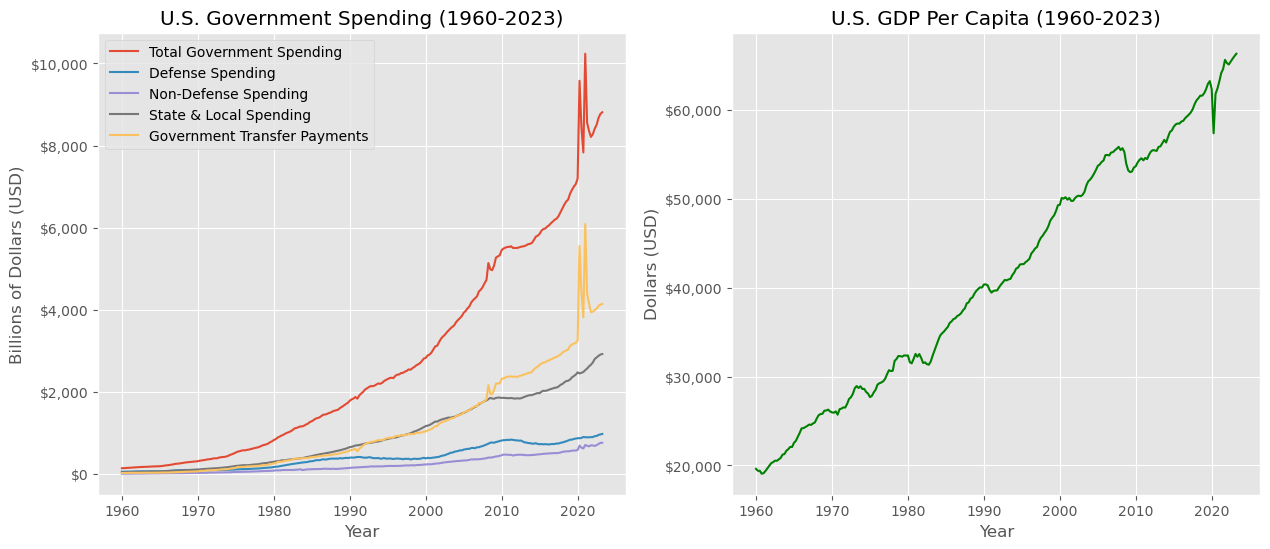 U.S. Government Spending (1960-2023)
Total Government Spending
Defense Spending
Non-Defense Spending
State & Local Spending
Government Transfer Payments
$10,000
$8,000
$6,000
$4,000
$2,000
$0
Billions of Dollars (USD)
1960
1970
1980
1990
2000
2010
2020
Year
U.S. GDP Per Capita (1960-2023)
$60,000
$50,000
$40,000
$30,000
$20,000
Dollars (USD)
1960
1970
1980
1990
2000
2010
2020
Year